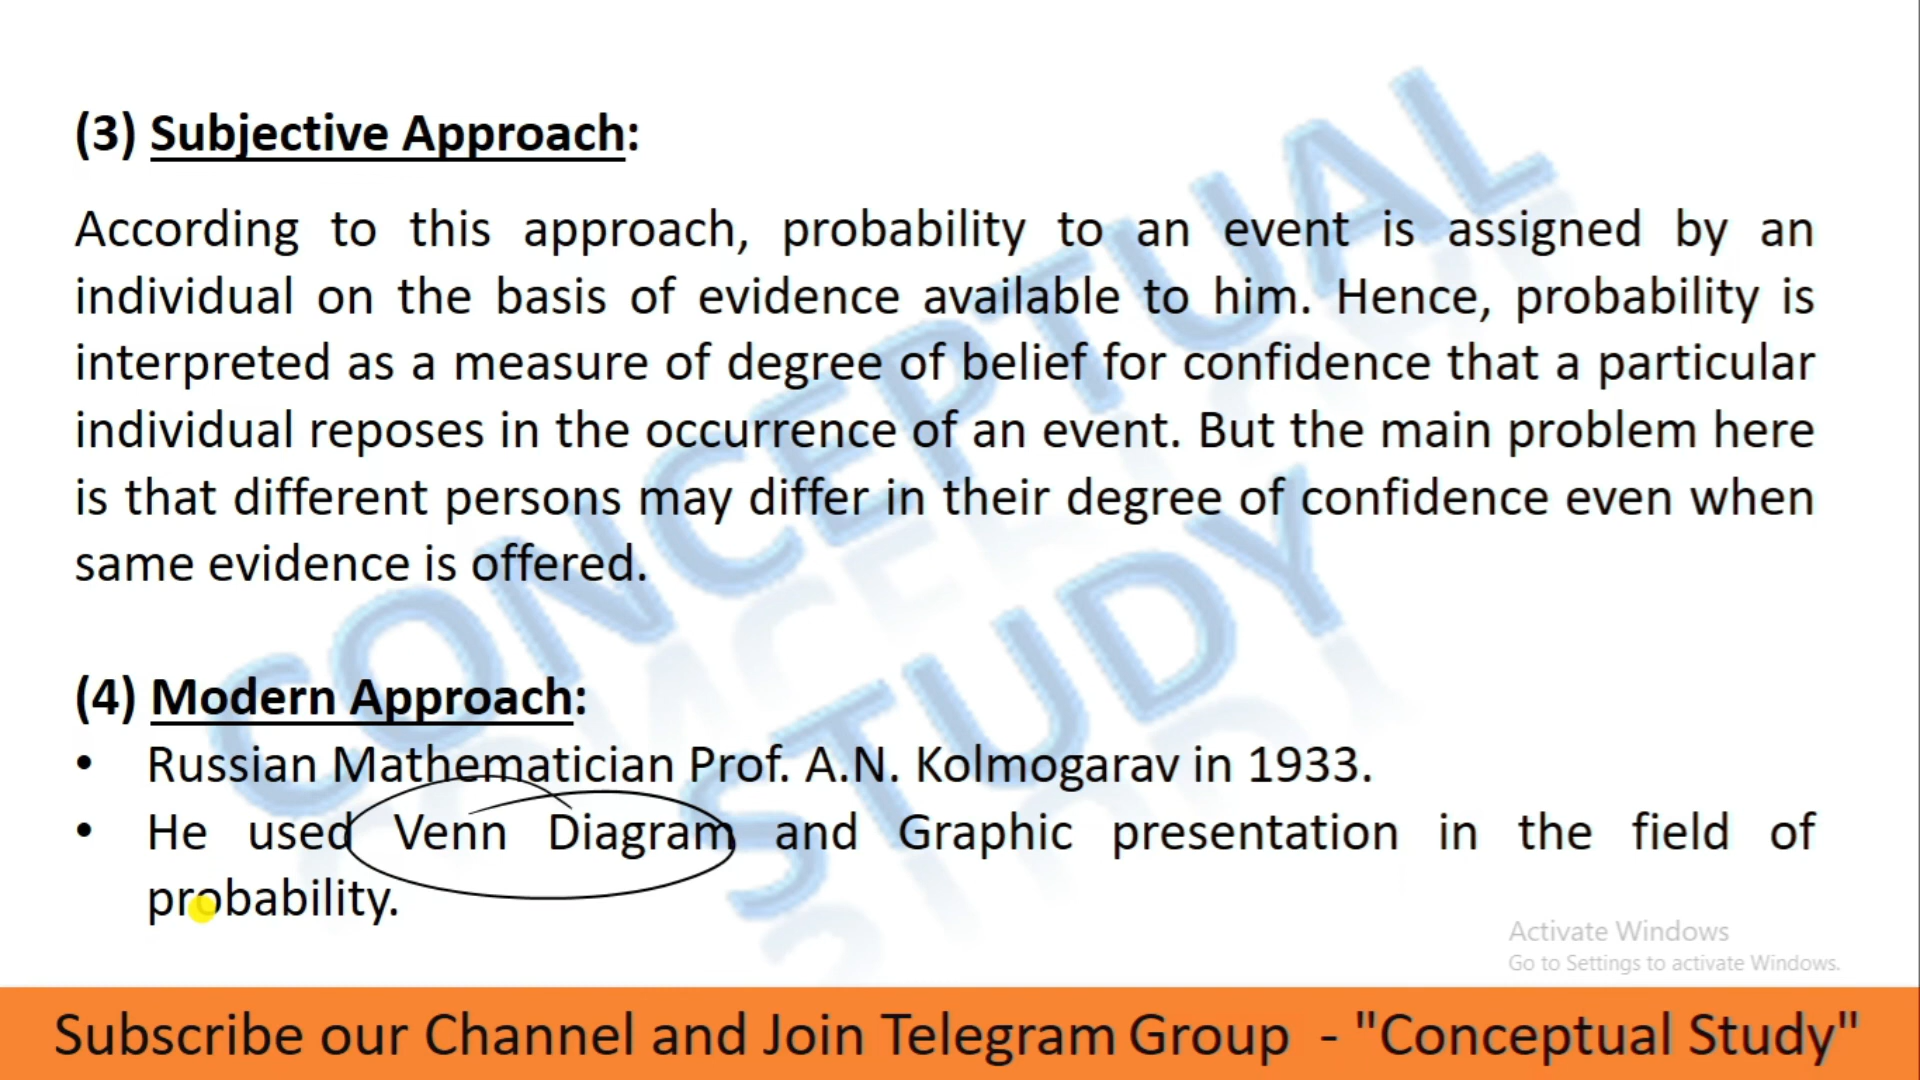 (3) Subjective Approach:
According to this approach, probability to an event is assigned by an
individual on the basis of evidence available to him. Hence, probability is
interpreted as a measure of degree of belief for confidence that a particular
individual reposes in the occurrence of an event. But the main problem here
is that different persons may differ in their degree of confidence even when
same evidence is offered.
(4) Modern Approach:
• Russian Mathematician Prof. A.N. Kolmogarav in 1933.
• He used Venn Diagram and Graphic presentation in the field of
probability.
CONCEPTUAL
STUDY
Activate Windows
Go to Settings to activate Windows.
Subscribe our Channel and Join Telegram Group - "Conceptual Study"